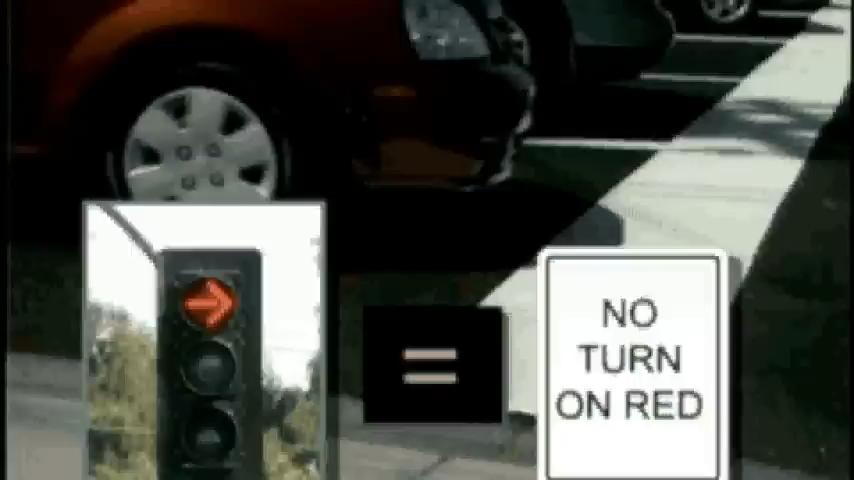 =
NO
TURN
ON RED